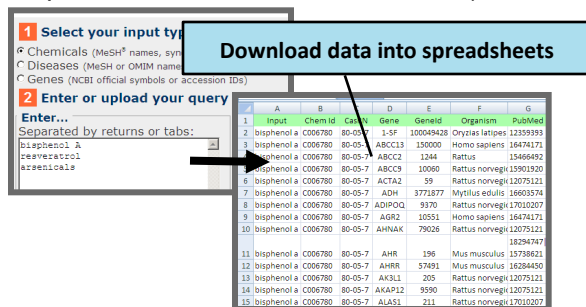 1 Select your input typ
Chemicals (MeSH® names, syn
Diseases (MeSH or OMIM name
Genes (NCBI official symbols or accession IDs)
2 Enter or upload your query
Enter...
Separated by returns or tabs:
bisphenol A
resveratrol
arsenicals
Download data into spreadsheets
A B C D E F G
1 Input Chem Id Cas N Gene GeneId Organism PubMed
2 bisphenol a C006780 80-05-7 1-SF 100049428 Oryzias latipes 12359393
3 bisphenol a C006780 80-05-7 ABCC13 150000 Homo sapiens 16474171
4 bisphenol a C006780 80-05-7 ABCC2 1244 Rattus 15466492
5 bisphenol a C006780 80-05-7 ABCC9 10060 Rattus norvegic 15901920
6 bisphenol a C006780 80-05-7 ACTA2 59 Rattus norvegic 12075121
7 bisphenol a C006780 80-05-7 ADH 3771877 Mytilus edulis 16603574
8 bisphenol a C006780 80-05-7 ADIPOQ 9370 Rattus norvegic 17010207
9 bisphenol a C006780 80-05-7 AGR2 10551 Homo sapiens 16474171
10 bisphenol a C006780 80-05-7 AHNAK 79026 Rattus norvegic 12075121
18294747
11 bisphenol a C006780 80-05-7 AHR 196 Mus musculus 15738621
12 bisphenol a C006780 80-05-7 AHRR 57491 Mus musculus 16284450
13 bisphenol a C006780 80-05-7 AK3L1 205 Rattus norvegic 12075121
14 bisphenol a C006780 80-05-7 AKAP12 9590 Rattus norvegic 12075121
15 bisphenol a C006780 80-05-7 ALAS1 211 Rattus norvegic 17010207